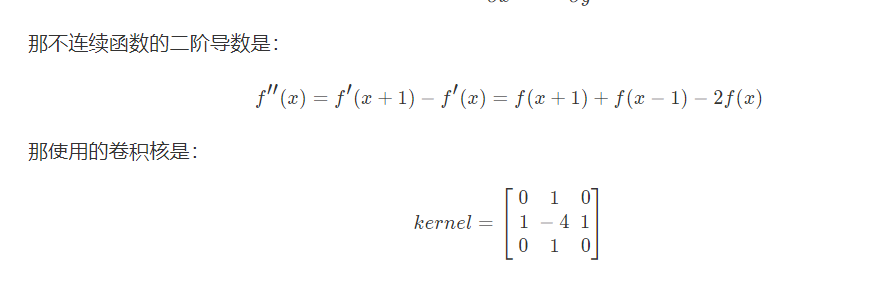 那不连续函数的二阶导数是：
f''(x) = f'(x + 1) − f'(x) = f(x + 1) + f(x − 1) − 2f(x)
那使用的卷积核是：
kernel =
0 1 0
1 − 4 1
0 1 0